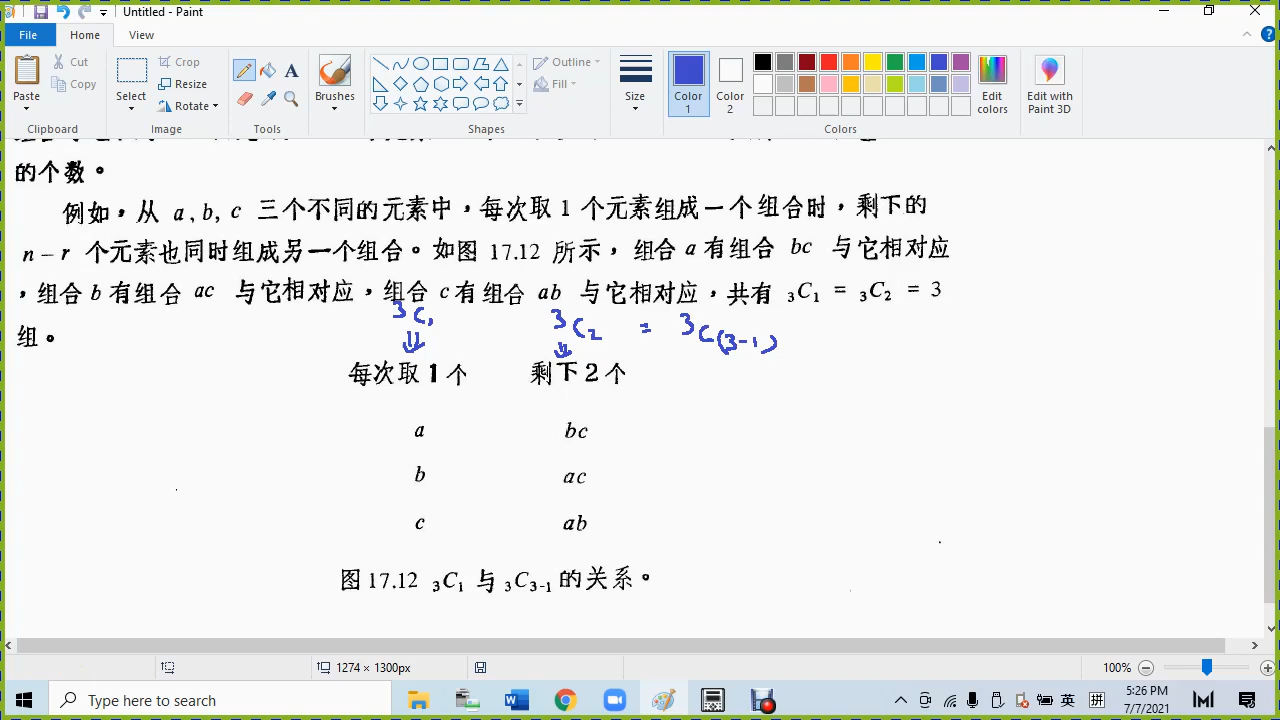 Untitled - Paint
File Home View
Cut Crop Outline
Paste Copy Select Resize Brushes Fill Size Color 1 Color 2 Edit colors Edit with Paint 3D
Rotate
Clipboard Image Tools Shapes Colors
的个数。
例如，从 a, b, c 三个不同的元素中，每次取 1 个元素组成一个组合时，剩下的
n – r 个元素也同时组成另一个组合。如图 17.12 所示，组合 a 有组合 bc 与它相对应
，组合 b 有组合 ac 与它相对应，组合 c 有组合 ab 与它相对应，共有 ₃C₁ = ₃C₂ = 3
组。
3C1 3C2 = 3C(3-1)
每次取 1 个 剩下 2 个
a bc
b ac
c ab
图 17.12 ₃C₁ 与 ₃C₃₋₁ 的关系。
1274 × 1300px 100%
Type here to search 英 拼 5:26 PM
7/7/2021